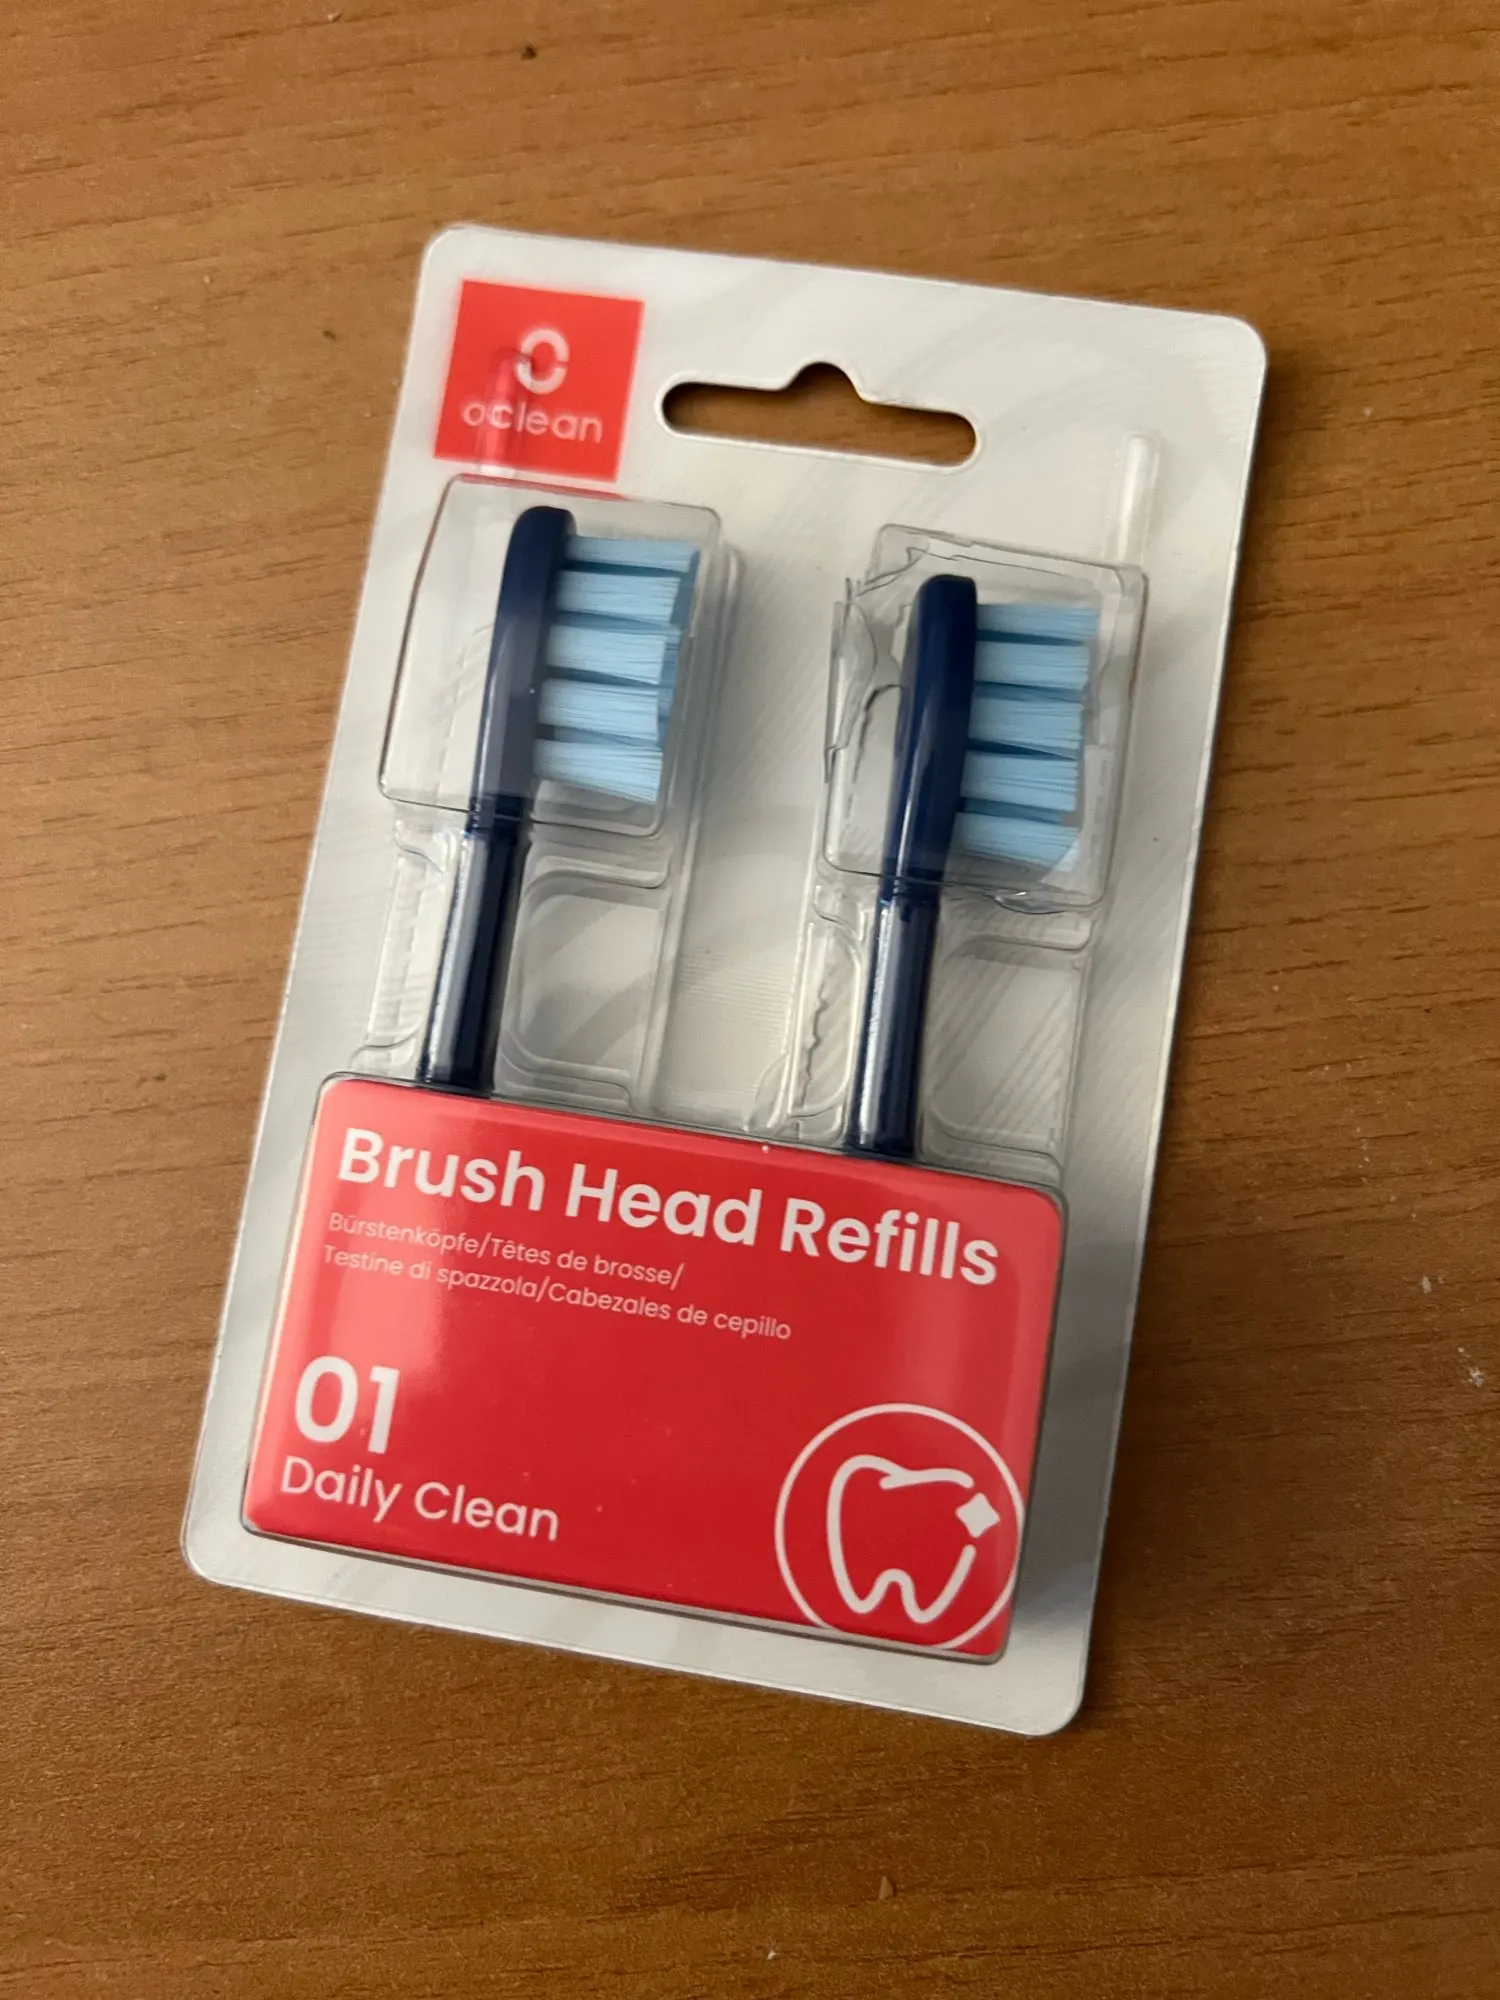 oclean
Brush Head Refills
Bürstenköpfe/Têtes de brosse/
Testine di spazzola/Cabezales de cepillo
01
Daily Clean